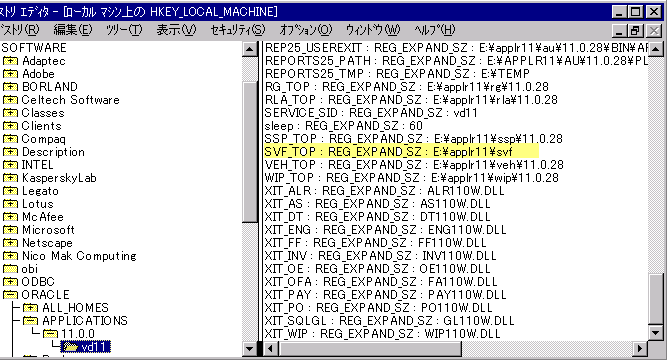 ストリ エディタ - [ローカル マシン上の HKEY_LOCAL_MACHINE]
ストリ(R) 編集(E) ツリー(T) 表示(V) セキュリティ(S) オプション(O) ウィンドウ(W) ヘルプ(H)
SOFTWARE
Adaptec
Adobe
BORLAND
Celtech Software
Classes
Clients
Compaq
Description
INTEL
KasperskyLab
Legato
Lotus
McAfee
Microsoft
Netscape
Nico Mak Computing
obi
ODBC
ORACLE
ALL_HOMES
APPLICATIONS
11.0.0
vd11
REP25_USEREXIT : REG_EXPAND_SZ : E:¥applr11¥au¥11.0.28¥BIN¥AF
REPORTS25_PATH : REG_EXPAND_SZ : E:¥APPLR11¥AU¥11.0.28¥PL
REPORTS25_TMP : REG_EXPAND_SZ : E:¥TEMP
RG_TOP : REG_EXPAND_SZ : E:¥applr11¥rg¥11.0.28
RLA_TOP : REG_EXPAND_SZ : E:¥applr11¥rla¥11.0.28
SERVICE_SID : REG_EXPAND_SZ : vd11
sleep : REG_EXPAND_SZ : 60
SSP_TOP : REG_EXPAND_SZ : E:¥applr11¥ssp¥11.0.28
SVF_TOP : REG_EXPAND_SZ : E:¥applr11¥svf
VEH_TOP : REG_EXPAND_SZ : E:¥applr11¥veh¥11.0.28
WIP_TOP : REG_EXPAND_SZ : E:¥applr11¥wip¥11.0.28
XIT_ALR : REG_EXPAND_SZ : ALR110W.DLL
XIT_AS : REG_EXPAND_SZ : AS110W.DLL
XIT_DT : REG_EXPAND_SZ : DT110W.DLL
XIT_ENG : REG_EXPAND_SZ : ENG110W.DLL
XIT_FF : REG_EXPAND_SZ : FF110W.DLL
XIT_INV : REG_EXPAND_SZ : INV110W.DLL
XIT_OE : REG_EXPAND_SZ : OE110W.DLL
XIT_OFA : REG_EXPAND_SZ : FA110W.DLL
XIT_PAY : REG_EXPAND_SZ : PAY110W.DLL
XIT_PO : REG_EXPAND_SZ : PO110W.DLL
XIT_SQLGL : REG_EXPAND_SZ : GL110W.DLL
XIT_WIP : REG_EXPAND_SZ : WIP110W.DLL